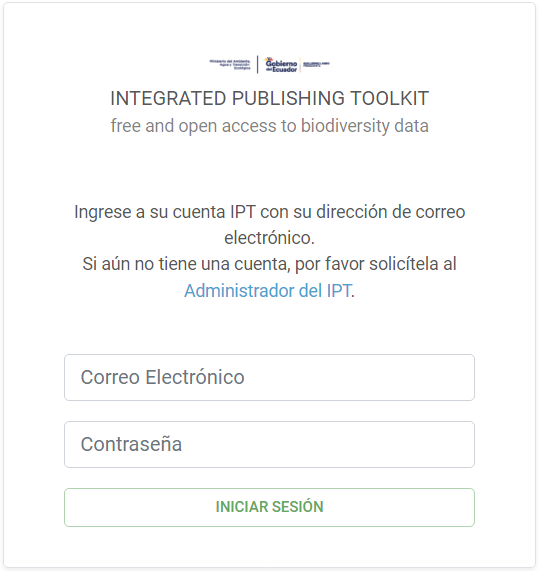 Ministerio del Ambiente,
Agua y Transición
Ecológica
Gobierno
del Ecuador
INTEGRATED PUBLISHING TOOLKIT
free and open access to biodiversity data
Ingrese a su cuenta IPT con su dirección de correo
electrónico.
Si aún no tiene una cuenta, por favor solicítela al
Administrador del IPT.
Correo Electrónico
Contraseña
INICIAR SESIÓN